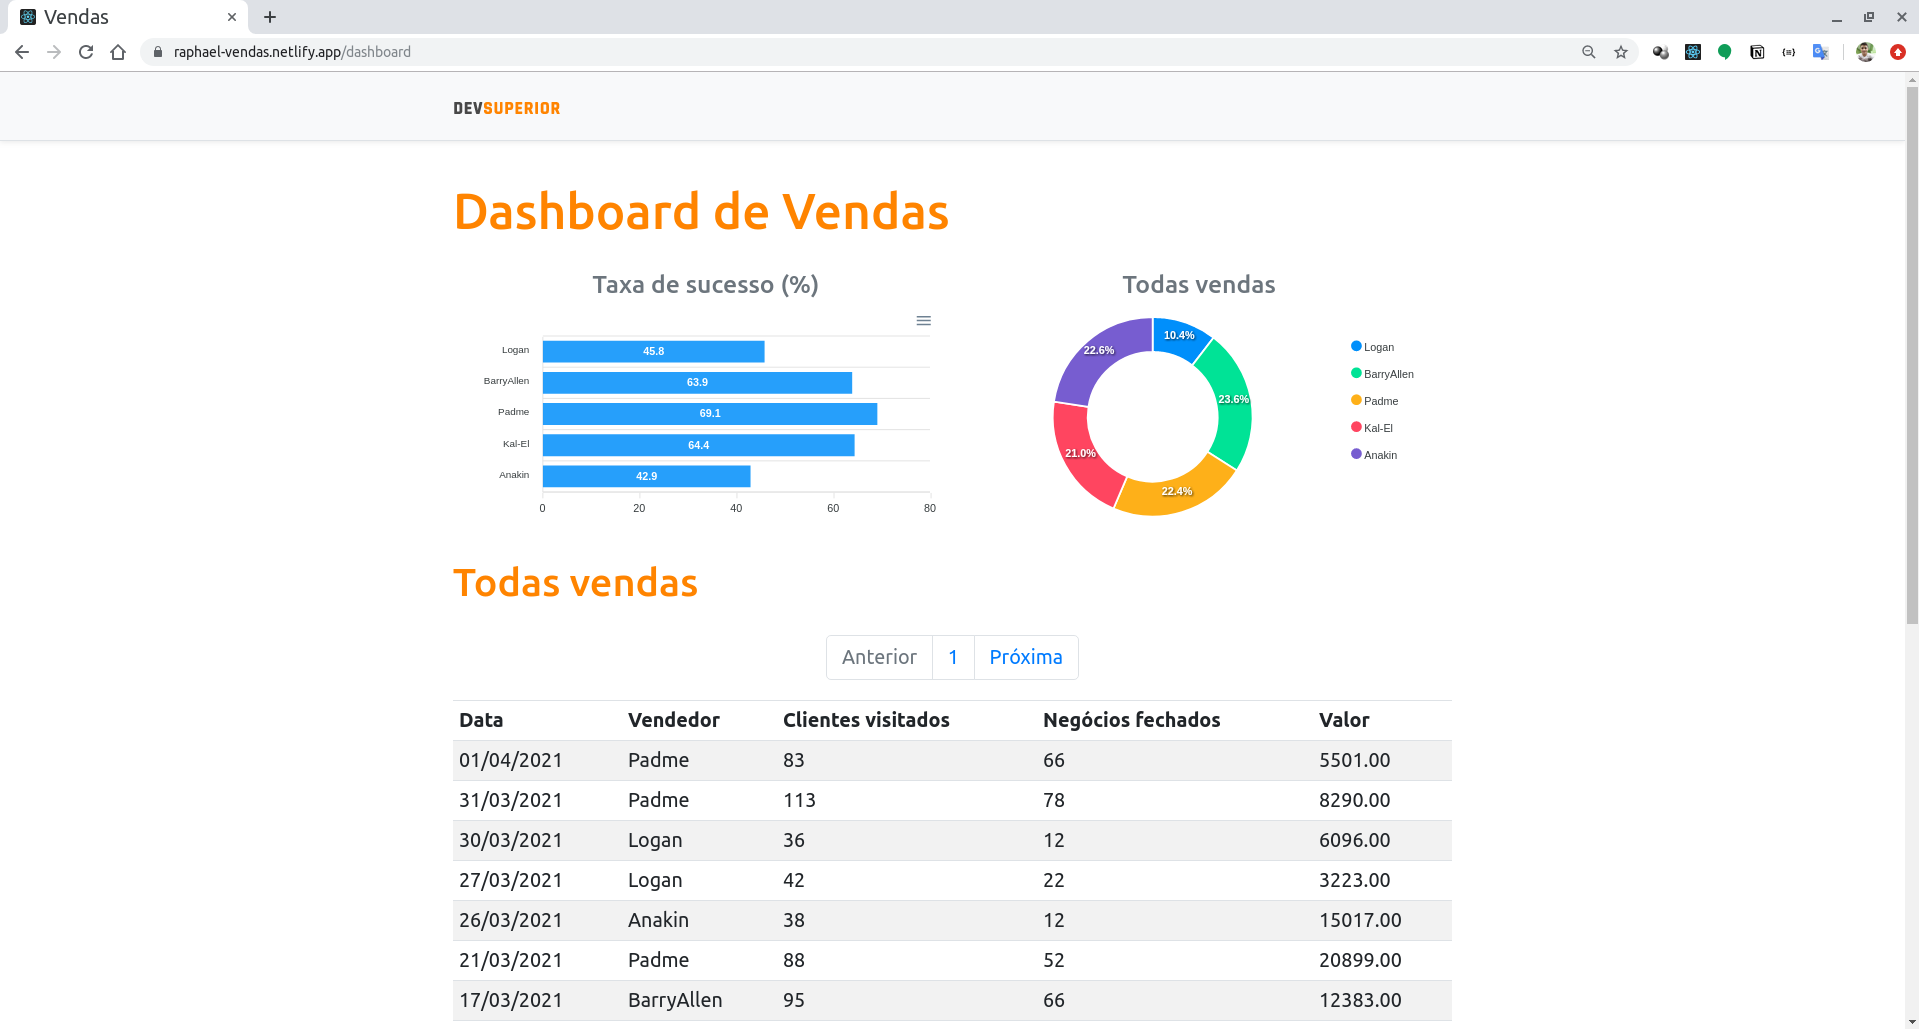 Vendas
raphael-vendas.netlify.app/dashboard
DEVSUPERIOR
Dashboard de Vendas
Taxa de sucesso (%)
Logan 45.8
BarryAllen 63.9
Padme 69.1
Kal-El 64.4
Anakin 42.9
0 20 40 60 80
Todas vendas
10.4%
22.6%
23.6%
21.0%
22.4%
Logan
BarryAllen
Padme
Kal-El
Anakin
Todas vendas
Anterior 1 Próxima
Data Vendedor Clientes visitados Negócios fechados Valor
01/04/2021 Padme 83 66 5501.00
31/03/2021 Padme 113 78 8290.00
30/03/2021 Logan 36 12 6096.00
27/03/2021 Logan 42 22 3223.00
26/03/2021 Anakin 38 12 15017.00
21/03/2021 Padme 88 52 20899.00
17/03/2021 BarryAllen 95 66 12383.00